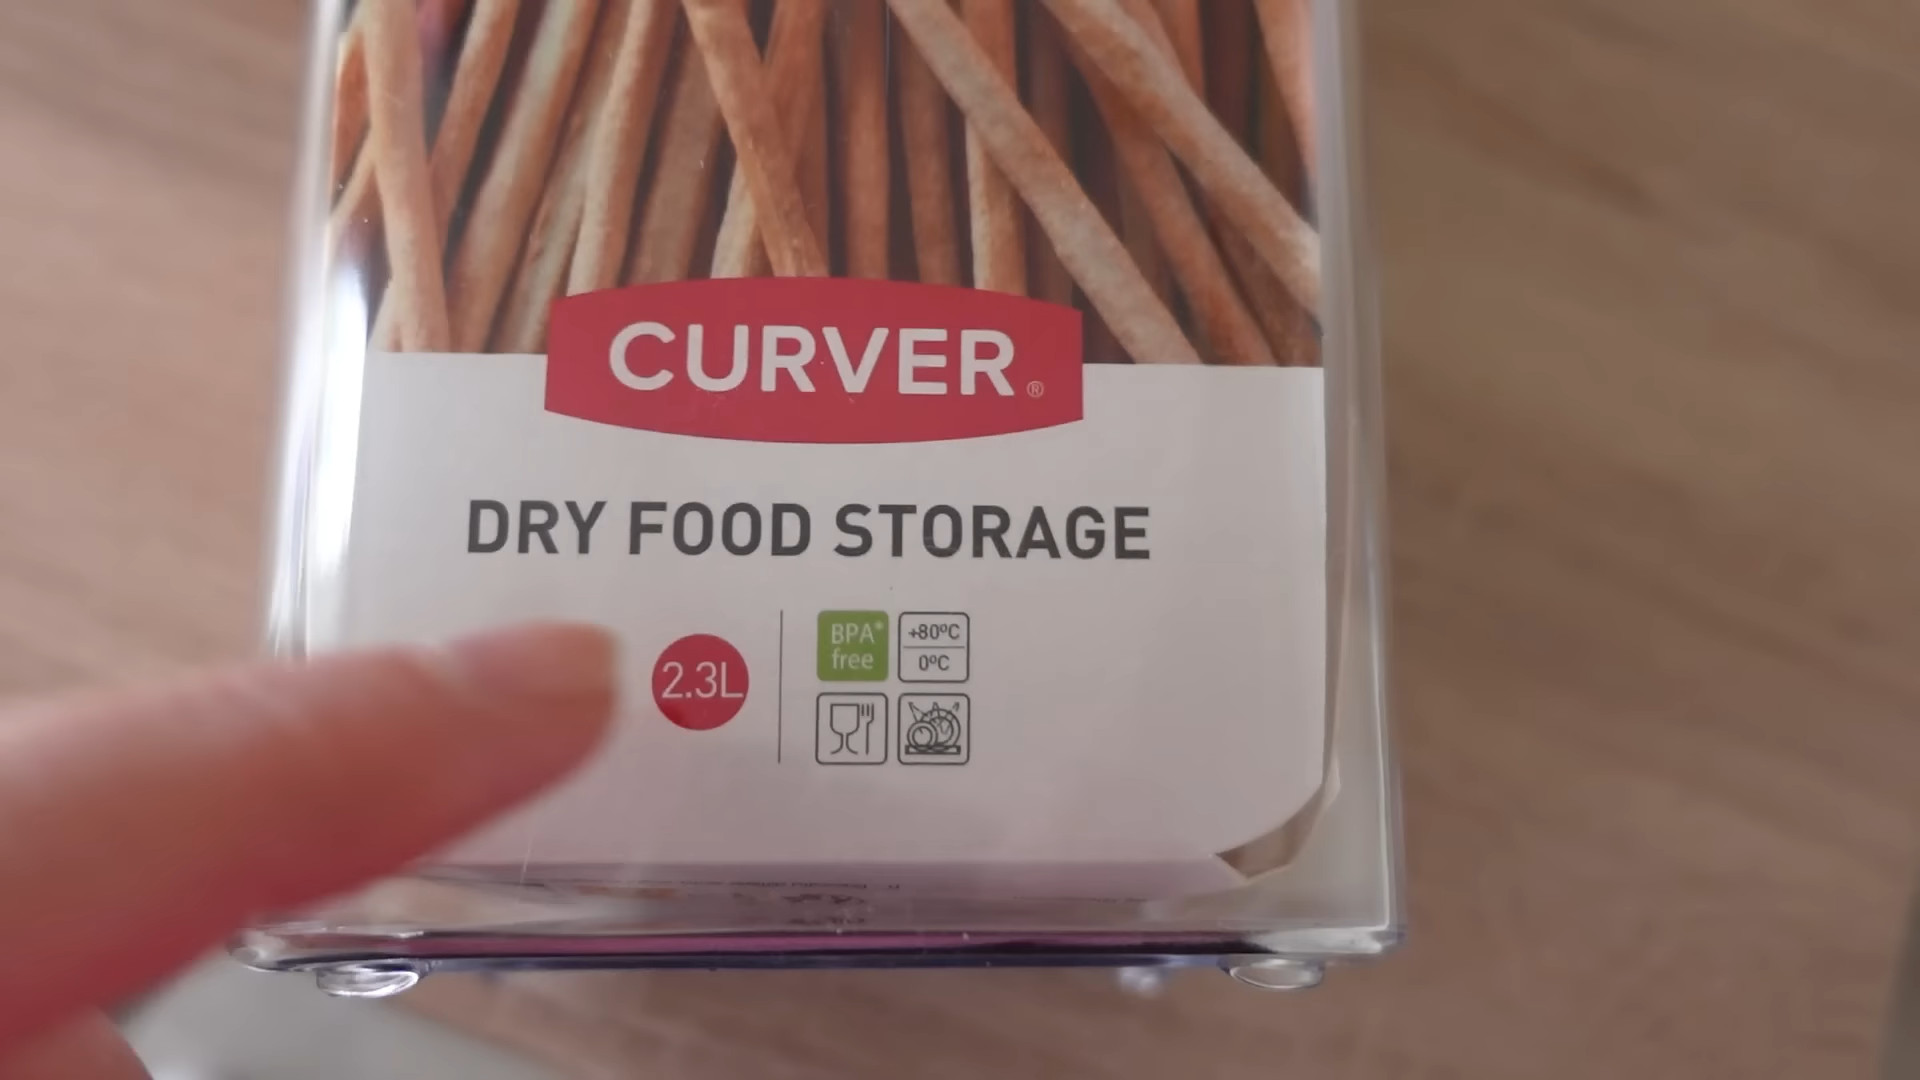 CURVER®
DRY FOOD STORAGE
2.3L
BPA*
free
+80ºC
0ºC